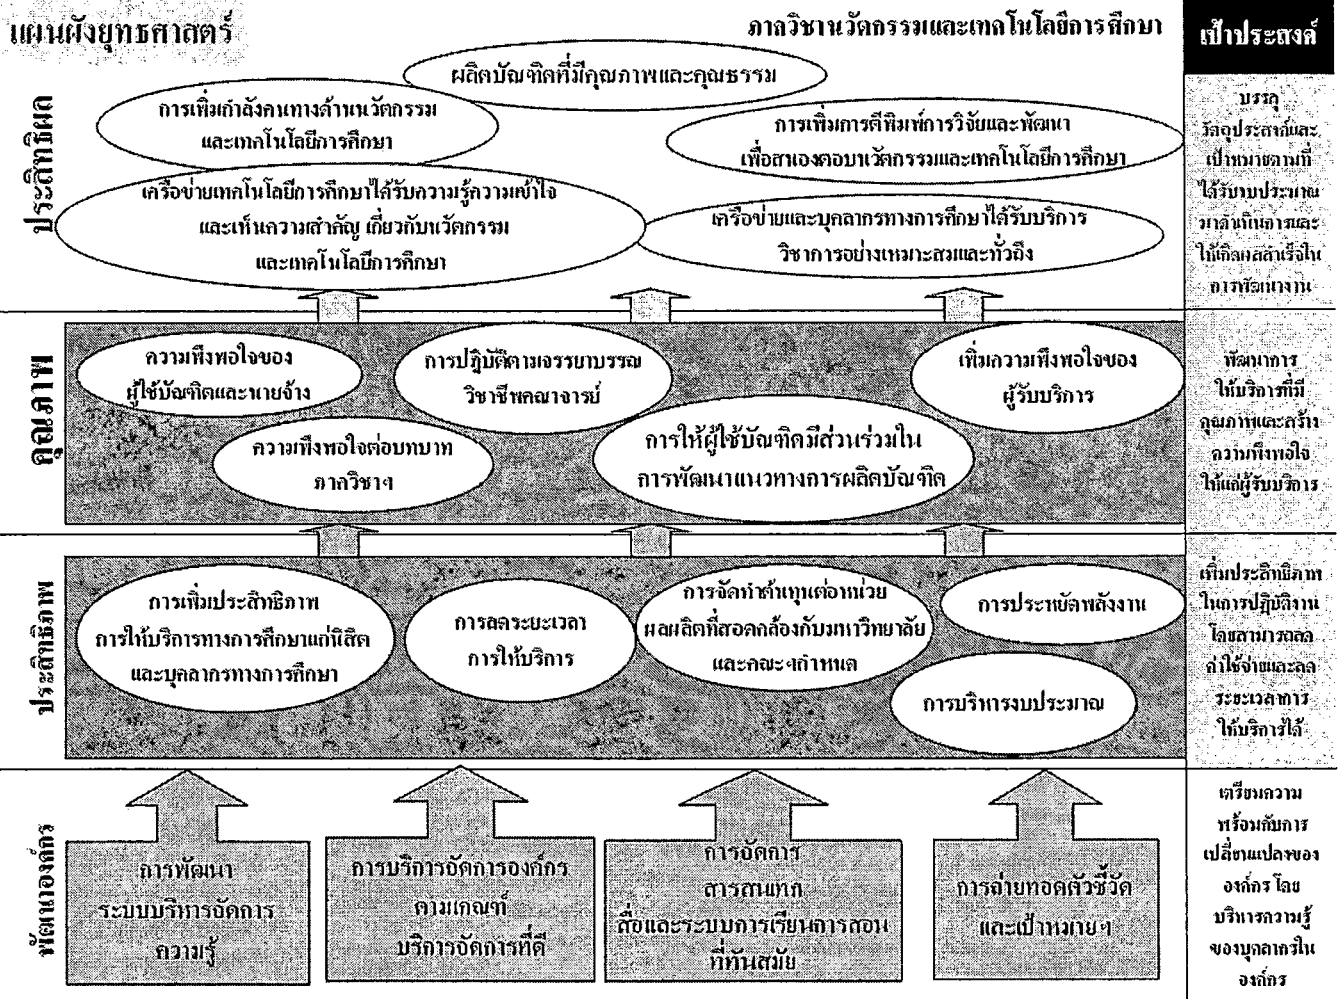 แผนผังยุทธศาสตร์
ภาควิชานวัตกรรมและเทคโนโลยีการศึกษา
เป้าประสงค์
ประสิทธิผล
ผลิตบัณฑิตที่มีคุณภาพและคุณธรรม
การเพิ่มกำลังคนทางด้านนวัตกรรม
และเทคโนโลยีการศึกษา
การเพิ่มการตีพิมพ์การวิจัยและพัฒนา
เพื่อสนองตอบนวัตกรรมและเทคโนโลยีการศึกษา
เครือข่ายเทคโนโลยีการศึกษาได้รับความรู้ความเข้าใจ
และเห็นความสำคัญ เกี่ยวกับนวัตกรรม
และเทคโนโลยีการศึกษา
เครือข่ายและบุคลากรทางการศึกษาได้รับบริการ
วิชาการอย่างเหมาะสมและทั่วถึง
บรรลุ
วัตถุประสงค์และ
เป้าหมายตามที่
ได้รับงบประมาณ
มาดำเนินการและ
ให้เกิดผลสำเร็จใน
การพัฒนางาน
คุณภาพ
ความพึงพอใจของ
ผู้ใช้บัณฑิตและนายจ้าง
การปฏิบัติตามจรรยาบรรณ
วิชาชีพคณาจารย์
เพิ่มความพึงพอใจของ
ผู้รับบริการ
ความพึงพอใจต่อบทบาท
ภาควิชาฯ
การให้ผู้ใช้บัณฑิตมีส่วนร่วมใน
การพัฒนาแนวทางการผลิตบัณฑิต
พัฒนาการ
ให้บริการที่มี
คุณภาพและสร้าง
ความพึงพอใจ
ให้แก่ผู้รับบริการ
ประสิทธิภาพ
การเพิ่มประสิทธิภาพ
การให้บริการทางการศึกษาแก่นิสิต
และบุคลากรทางการศึกษา
การลดระยะเวลา
การให้บริการ
การจัดทำต้นทุนต่อหน่วย
ผลผลิตที่สอดคล้องกับมหาวิทยาลัย
และคณะฯกำหนด
การประหยัดพลังงาน
การบริหารงบประมาณ
เพิ่มประสิทธิภาพ
ในการปฏิบัติงาน
โดยสามารถลด
ค่าใช้จ่ายและลด
ระยะเวลาการ
ให้บริการได้
พัฒนาองค์กร
การพัฒนา
ระบบบริหารจัดการ
ความรู้
การบริการจัดการองค์กร
ตามเกณฑ์
บริการจัดการที่ดี
การจัดการ
สารสนเทศ
สื่อและระบบการเรียนการสอน
ที่ทันสมัย
การถ่ายทอดตัวชี้วัด
และเป้าหมายฯ
เตรียมความ
พร้อมกับการ
เปลี่ยนแปลงของ
องค์กร โดย
บริหารความรู้
ของบุคลากรใน
องค์กร